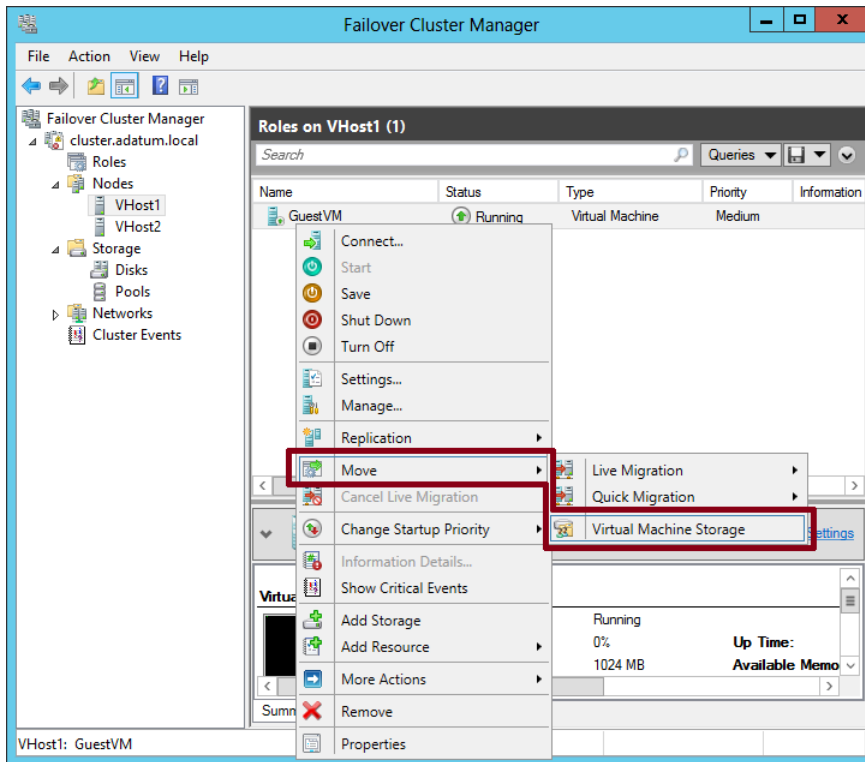 Failover Cluster Manager
File Action View Help
Failover Cluster Manager
cluster.adatum.local
Roles
Nodes
VHost1
VHost2
Storage
Disks
Pools
Networks
Cluster Events
Roles on VHost1 (1)
Search
Queries
Name Status Type Priority Information
GuestVM Running Virtual Machine Medium
Connect...
Start
Save
Shut Down
Turn Off
Settings...
Manage...
Replication
Move
Cancel Live Migration
Change Startup Priority
Information Details...
Show Critical Events
Add Storage
Add Resource
More Actions
Remove
Properties
Live Migration
Quick Migration
Virtual Machine Storage
Running
0% Up Time:
1024 MB Available Memo
VHost1: GuestVM